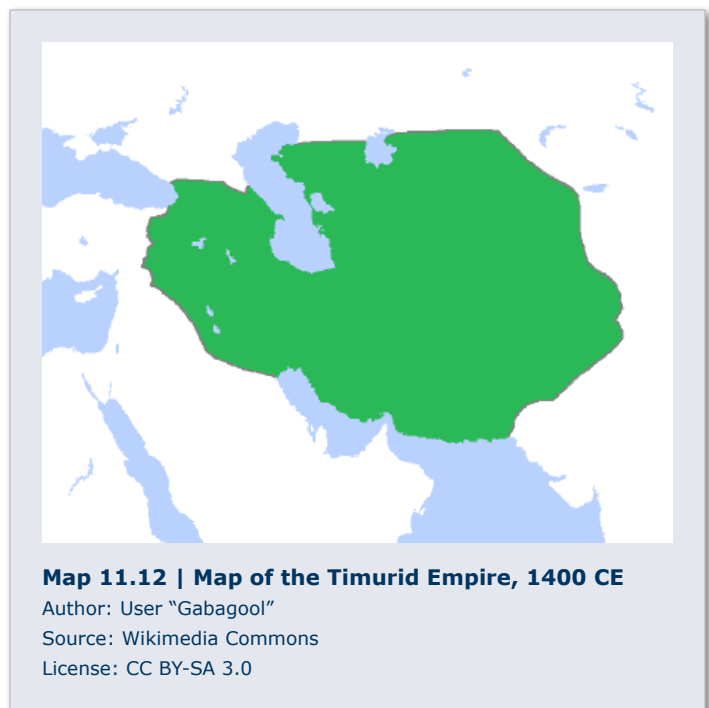 Map 11.12 | Map of the Timurid Empire, 1400 CE
Author: User “Gabagool”
Source: Wikimedia Commons
License: CC BY-SA 3.0